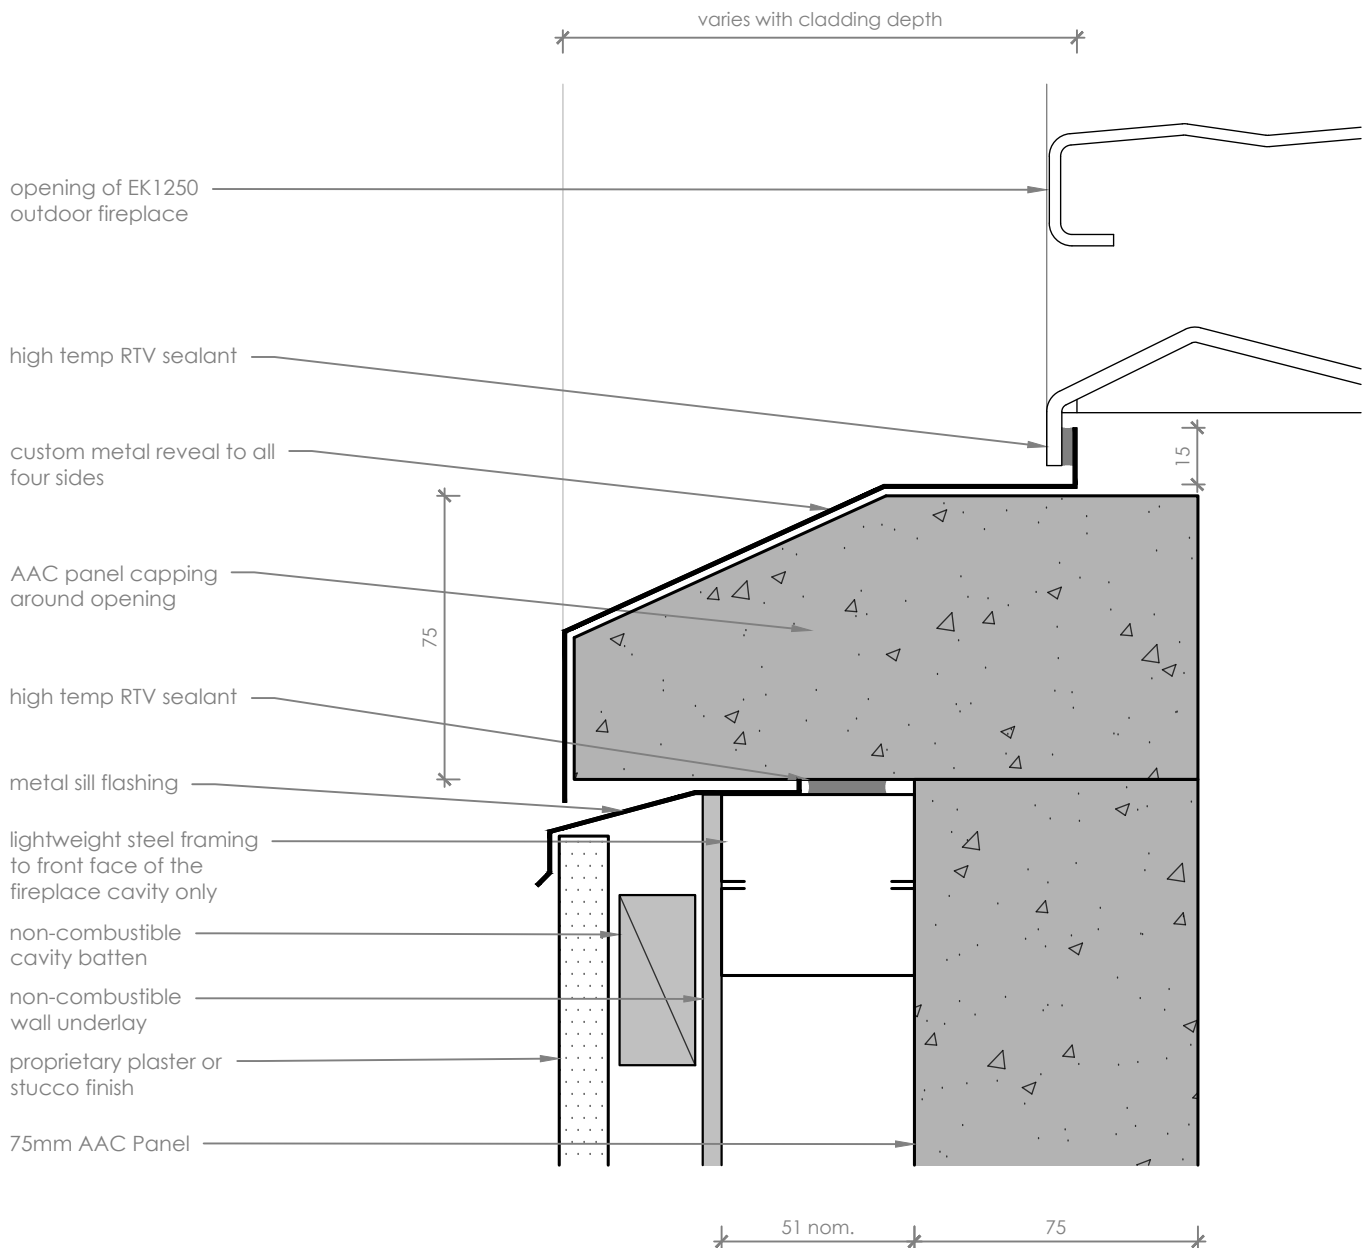 varies with cladding depth
opening of EK1250
outdoor fireplace
high temp RTV sealant
custom metal reveal to all
four sides
15
AAC panel capping
around opening
75
high temp RTV sealant
metal sill flashing
lightweight steel framing
to front face of the
fireplace cavity only
non-combustible
cavity batten
non-combustible
wall underlay
proprietary plaster or
stucco finish
75mm AAC Panel
51 nom.
75